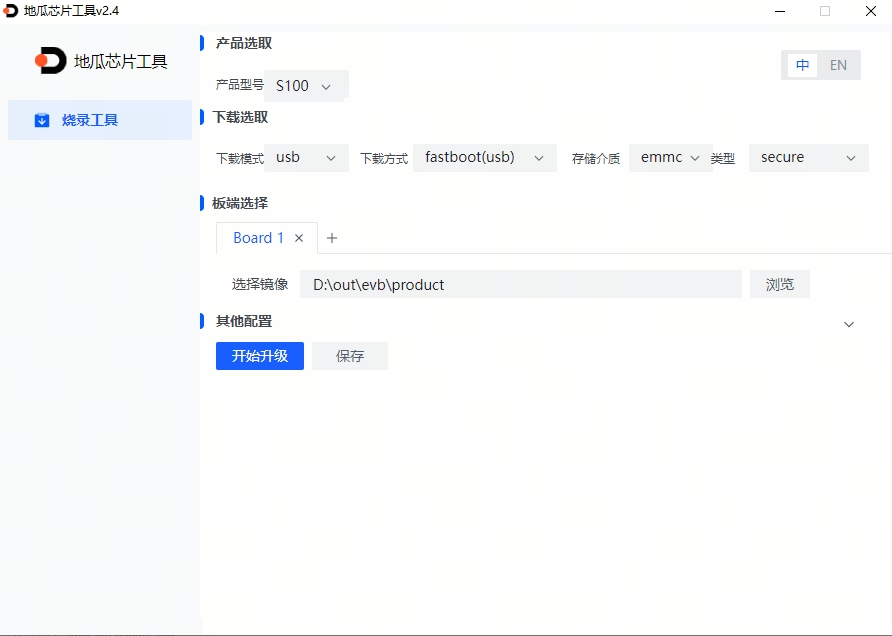 地瓜芯片工具v2.4
地瓜芯片工具
烧录工具
产品选取
中 EN
产品型号 S100
下载选取
下载模式 usb 下载方式 fastboot(usb) 存储介质 emmc 类型 secure
板端选择
Board 1
选择镜像 D:\out\evb\product 浏览
其他配置
开始升级 保存